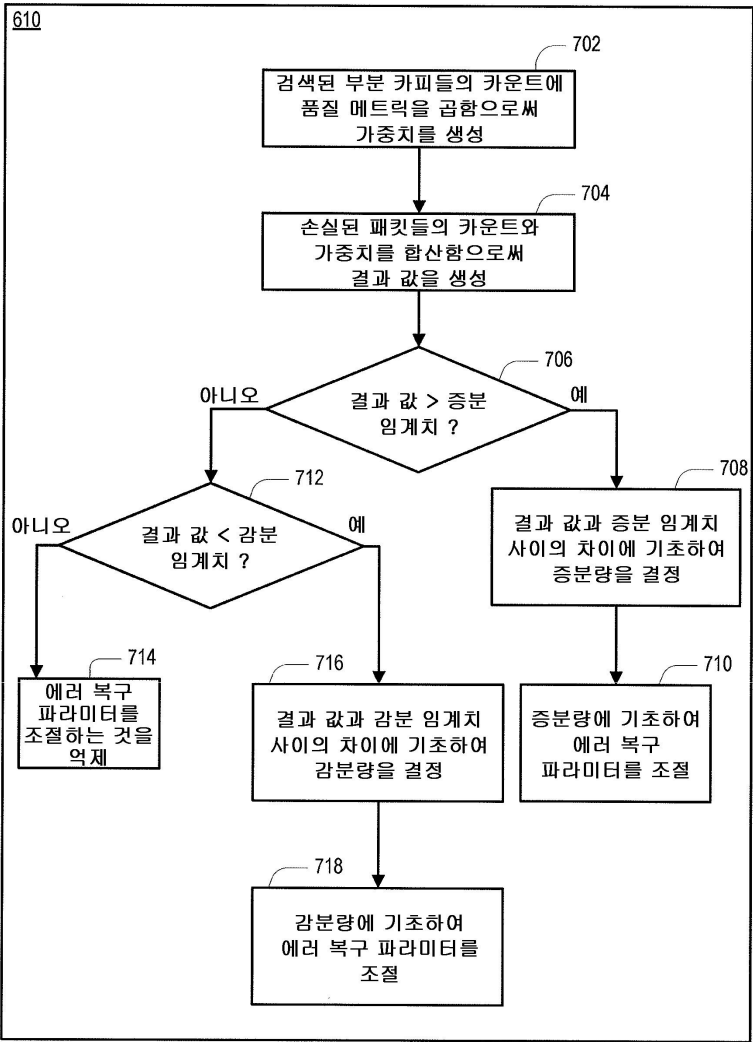 610
702
검색된 부분 카피들의 카운트에
품질 메트릭을 곱함으로써
가중치를 생성
704
손실된 패킷들의 카운트와
가중치를 합산함으로써
결과 값을 생성
706
아니오
예
결과 값 > 증분
임계치 ?
712
708
아니오
예
결과 값 < 감분
임계치 ?
결과 값과 증분 임계치
사이의 차이에 기초하여
증분량을 결정
714
에러 복구
파라미터를
조절하는 것을
억제
716
결과 값과 감분 임계치
사이의 차이에 기초하여
감분량을 결정
710
증분량에 기초하여
에러 복구
파라미터를 조절
718
감분량에 기초하여
에러 복구 파라미터를
조절